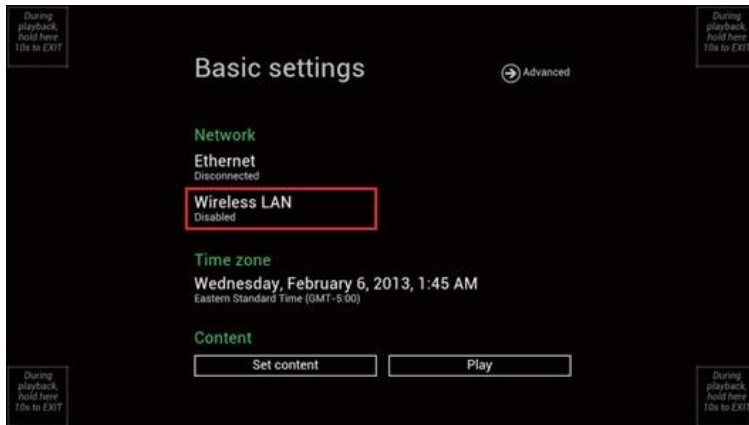 During
playback,
hold here
10s to EXIT
During
playback,
hold here
10s to EXIT
Basic settings
Advanced
Network
Ethernet
Disconnected
Wireless LAN
Disabled
Time zone
Wednesday, February 6, 2013, 1:45 AM
Eastern Standard Time (GMT-5:00)
Content
Set content
Play
During
playback,
hold here
10s to EXIT
During
playback,
hold here
10s to EXIT